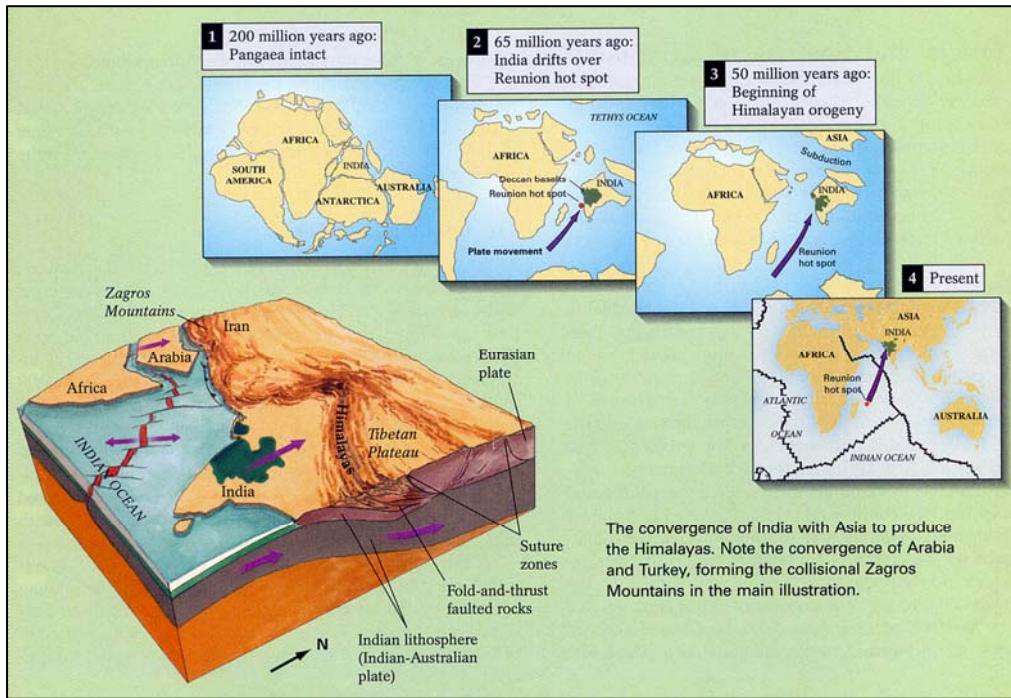 1 200 million years ago:
Pangaea intact
AFRICA
INDIA
SOUTH
AMERICA
AUSTRALIA
ANTARCTICA
2 65 million years ago:
India drifts over
Reunion hot spot
TETHYS OCEAN
AFRICA
Deccan basalts
INDIA
Reunion hot spot
Plate movement
3 50 million years ago:
Beginning of
Himalayan orogeny
ASIA
Subduction
INDIA
AFRICA
Reunion
hot spot
4 Present
ASIA
INDIA
AFRICA
Reunion
hot spot
ATLANTIC
OCEAN
AUSTRALIA
INDIAN OCEAN
Zagros
Mountains
Iran
Arabia
Africa
Eurasian
plate
Himalayas
Tibetan
Plateau
INDIAN OCEAN
India
Suture
zones
Fold-and-thrust
faulted rocks
Indian lithosphere
(Indian-Australian
plate)
N
The convergence of India with Asia to produce
the Himalayas. Note the convergence of Arabia
and Turkey, forming the collisional Zagros
Mountains in the main illustration.